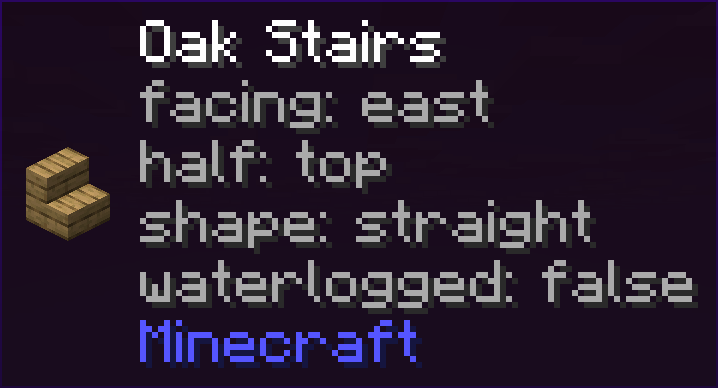 Oak Stairs
facing: east
half: top
shape: straight
waterlogged: false
Minecraft